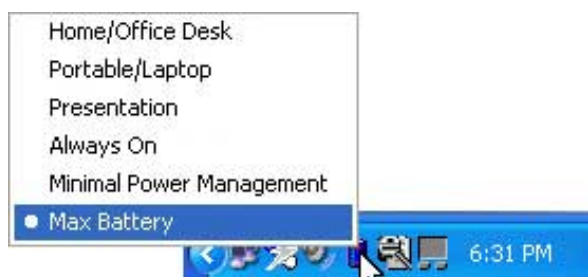 Home/Office Desk
Portable/Laptop
Presentation
Always On
Minimal Power Management
Max Battery
6:31 PM